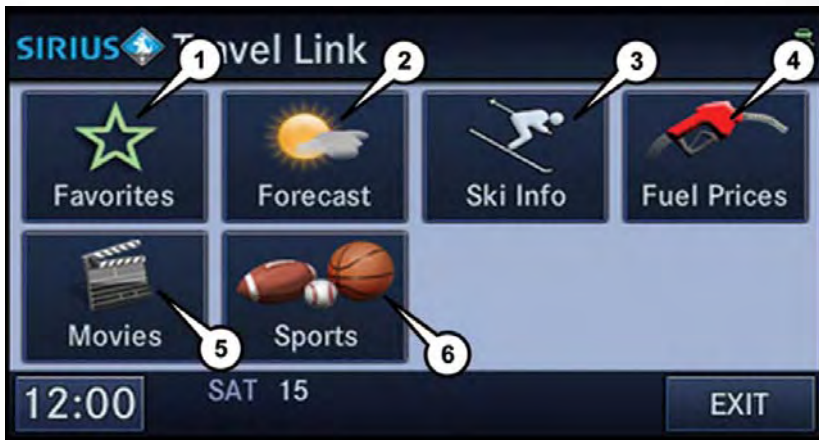 SIRIUS Travel Link
1 2 3 4
Favorites Forecast Ski Info Fuel Prices
Movies Sports
5 6
12:00 SAT 15 EXIT